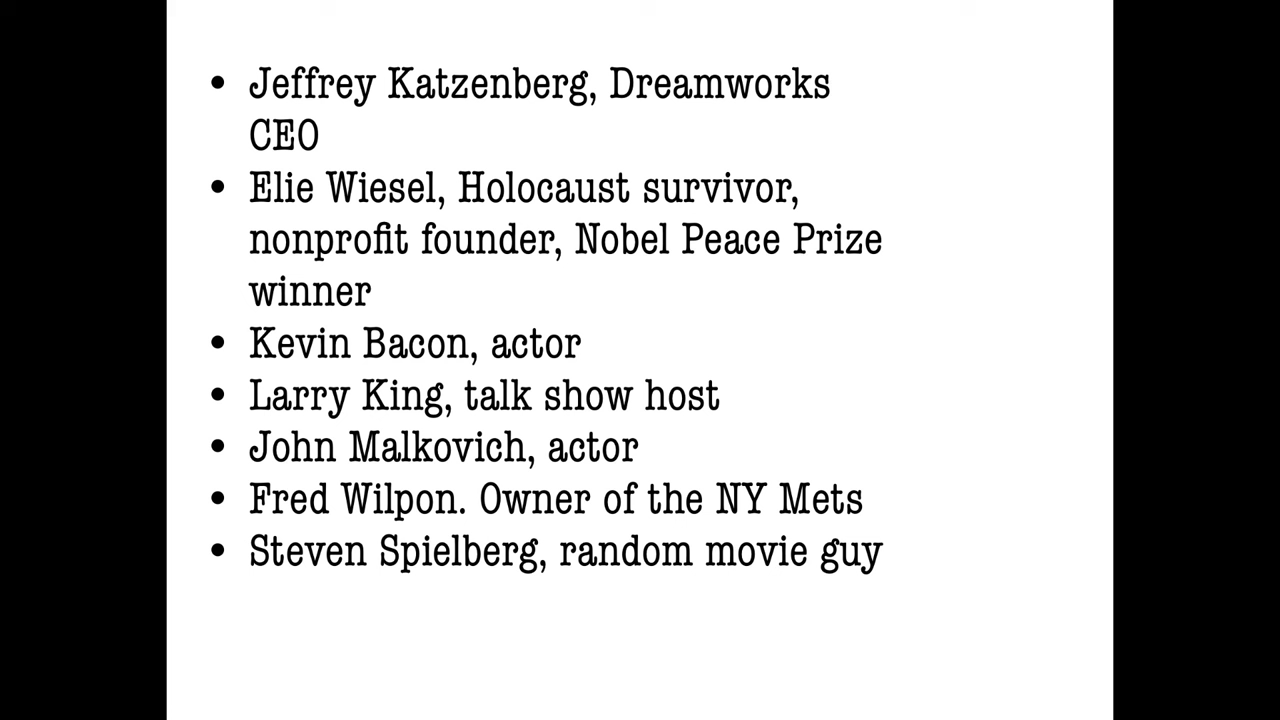 • Jeffrey Katzenberg, Dreamworks
CEO
• Elie Wiesel, Holocaust survivor,
nonprofit founder, Nobel Peace Prize
winner
• Kevin Bacon, actor
• Larry King, talk show host
• John Malkovich, actor
• Fred Wilpon. Owner of the NY Mets
• Steven Spielberg, random movie guy